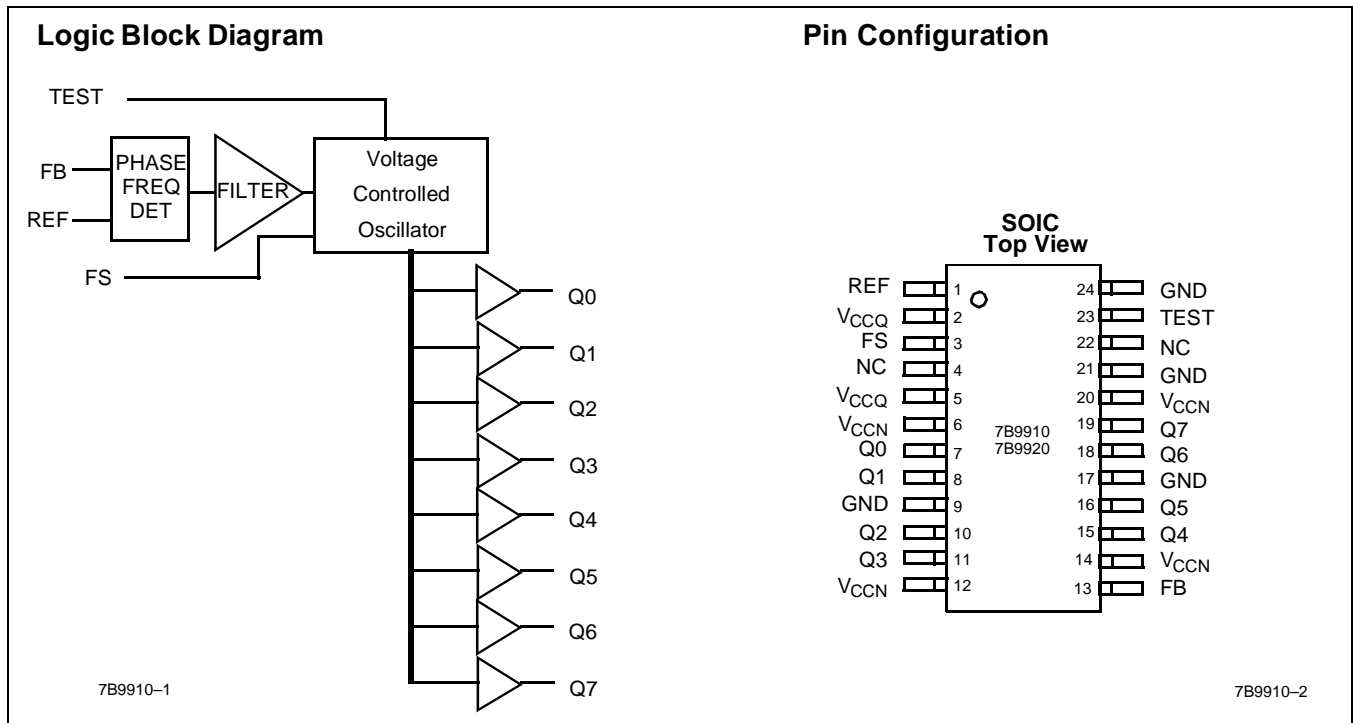 Logic Block Diagram
Pin Configuration
TEST
FB
REF
FS
PHASE
FREQ
DET
FILTER
Voltage
Controlled
Oscillator
Q0
Q1
Q2
Q3
Q4
Q5
Q6
Q7
7B9910–1
SOIC
Top View
REF 1
VCCQ 2
FS 3
NC 4
VCCQ 5
VCCN 6
Q0 7
Q1 8
GND 9
Q2 10
Q3 11
VCCN 12
7B9910
7B9920
24 GND
23 TEST
22 NC
21 GND
20 VCCN
19 Q7
18 Q6
17 GND
16 Q5
15 Q4
14 VCCN
13 FB
7B9910–2